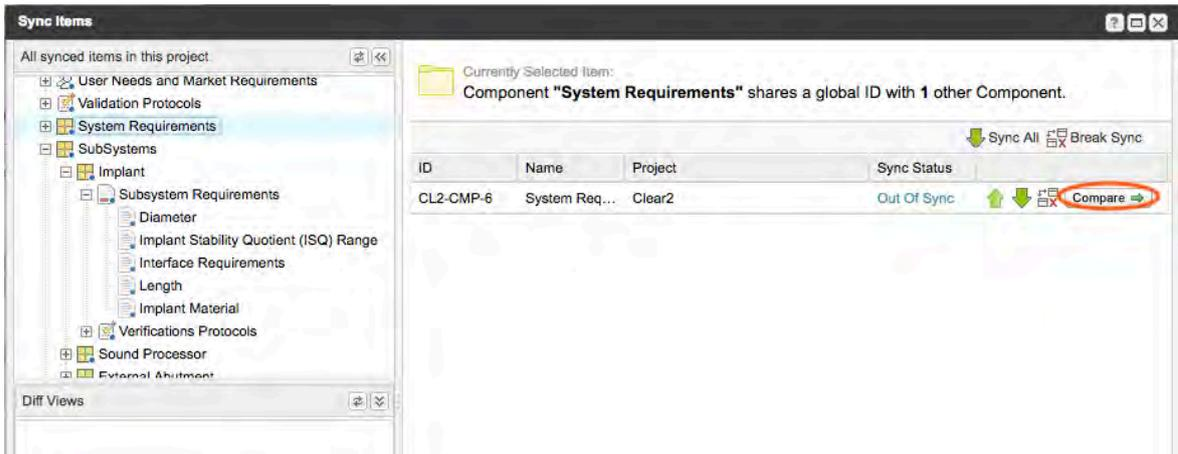 Sync Items
All synced items in this project
User Needs and Market Requirements
Validation Protocols
System Requirements
SubSystems
Implant
Subsystem Requirements
Diameter
Implant Stability Quotient (ISQ) Range
Interface Requirements
Length
Implant Material
Verifications Protocols
Sound Processor
External Abutment
Diff Views
Currently Selected Item:
Component "System Requirements" shares a global ID with 1 other Component.
Sync All Break Sync
ID Name Project Sync Status
CL2-CMP-6 System Req... Clear2 Out Of Sync Compare